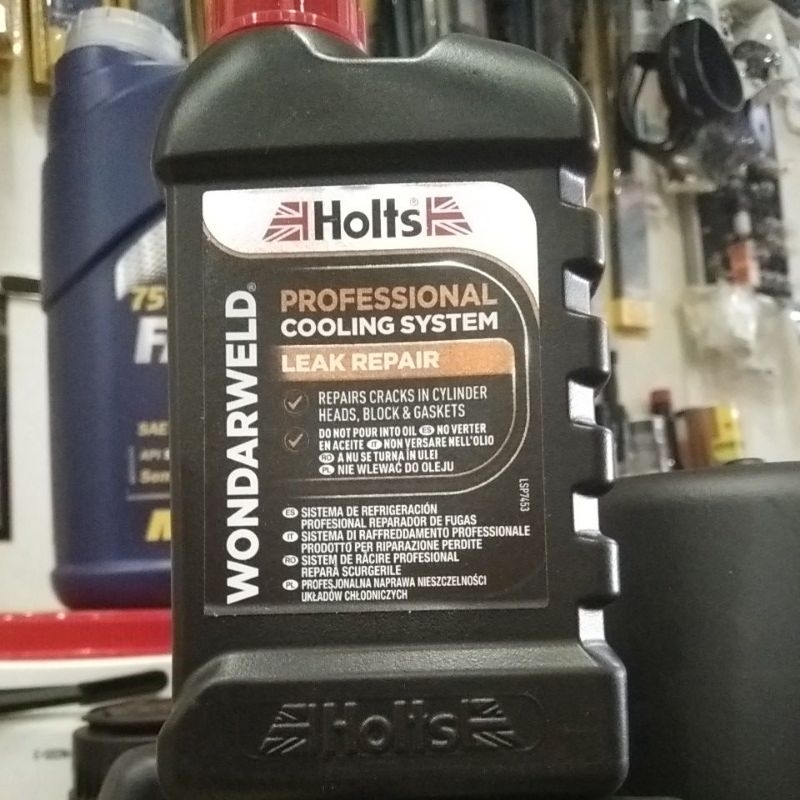 Holts®
WONDARWELD®
PROFESSIONAL
COOLING SYSTEM
LEAK REPAIR
REPAIRS CRACKS IN CYLINDER
HEADS, BLOCK & GASKETS
DO NOT POUR INTO OIL ES NO VERTER
EN ACEITE IT NON VERSARE NELL'OLIO
RO A NU SE TURNA ÎN ULEI
PL NIE WLEWAĆ DO OLEJU
LSP7453
ES SISTEMA DE REFRIGERACIÓN
PROFESIONAL REPARADOR DE FUGAS
IT SISTEMA DI RAFFREDDAMENTO PROFESSIONALE
PRODOTTO PER RIPARAZIONE PERDITE
RO SISTEM DE RĂCIRE PROFESIONAL
REPARĂ SCURGERILE
PL PROFESJONALNA NAPRAWA NIESZCZELNOŚCI
UKŁADÓW CHŁODNICZYCH
Holts
75
SAE
API